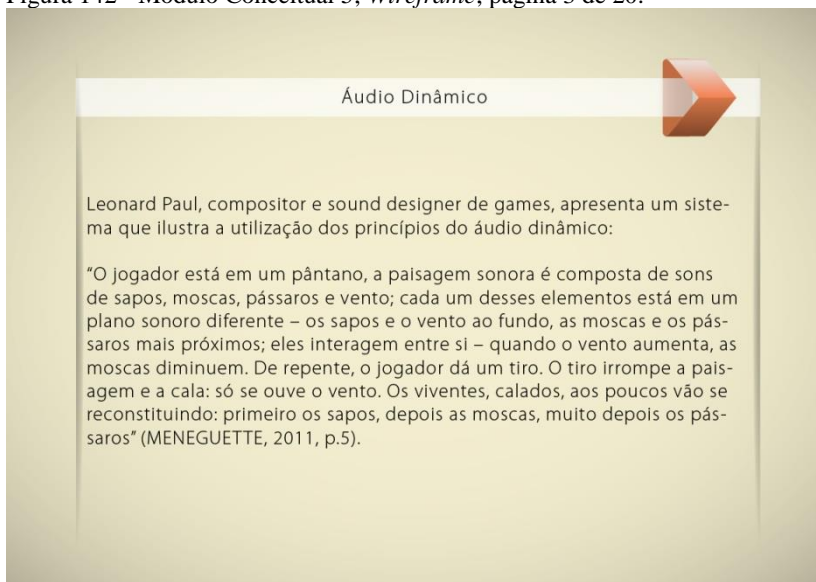 Figura 142 - Módulo Conceitual 3, Wireframe, página 5 de 20.
Áudio Dinâmico
Leonard Paul, compositor e sound designer de games, apresenta um siste-
ma que ilustra a utilização dos princípios do áudio dinâmico:
“O jogador está em um pântano, a paisagem sonora é composta de sons
de sapos, moscas, pássaros e vento; cada um desses elementos está em um
plano sonoro diferente – os sapos e o vento ao fundo, as moscas e os pás-
saros mais próximos; eles interagem entre si – quando o vento aumenta, as
moscas diminuem. De repente, o jogador dá um tiro. O tiro irrompe a pais-
agem e a cala: só se ouve o vento. Os viventes, calados, aos poucos vão se
reconstituindo: primeiro os sapos, depois as moscas, muito depois os pás-
saros” (MENEGUETTE, 2011, p.5).